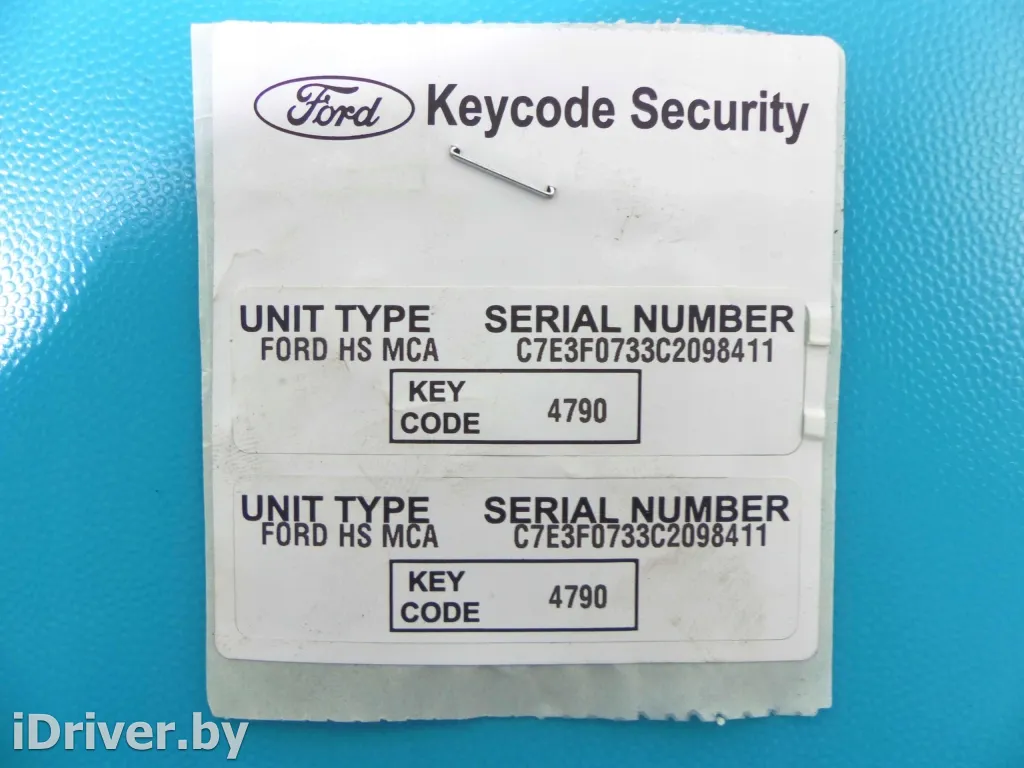 Ford Keycode Security
UNIT TYPE SERIAL NUMBER
FORD HS MCA C7E3F0733C2098411
KEY
CODE 4790
UNIT TYPE SERIAL NUMBER
FORD HS MCA C7E3F0733C2098411
KEY
CODE 4790
iDriver.by